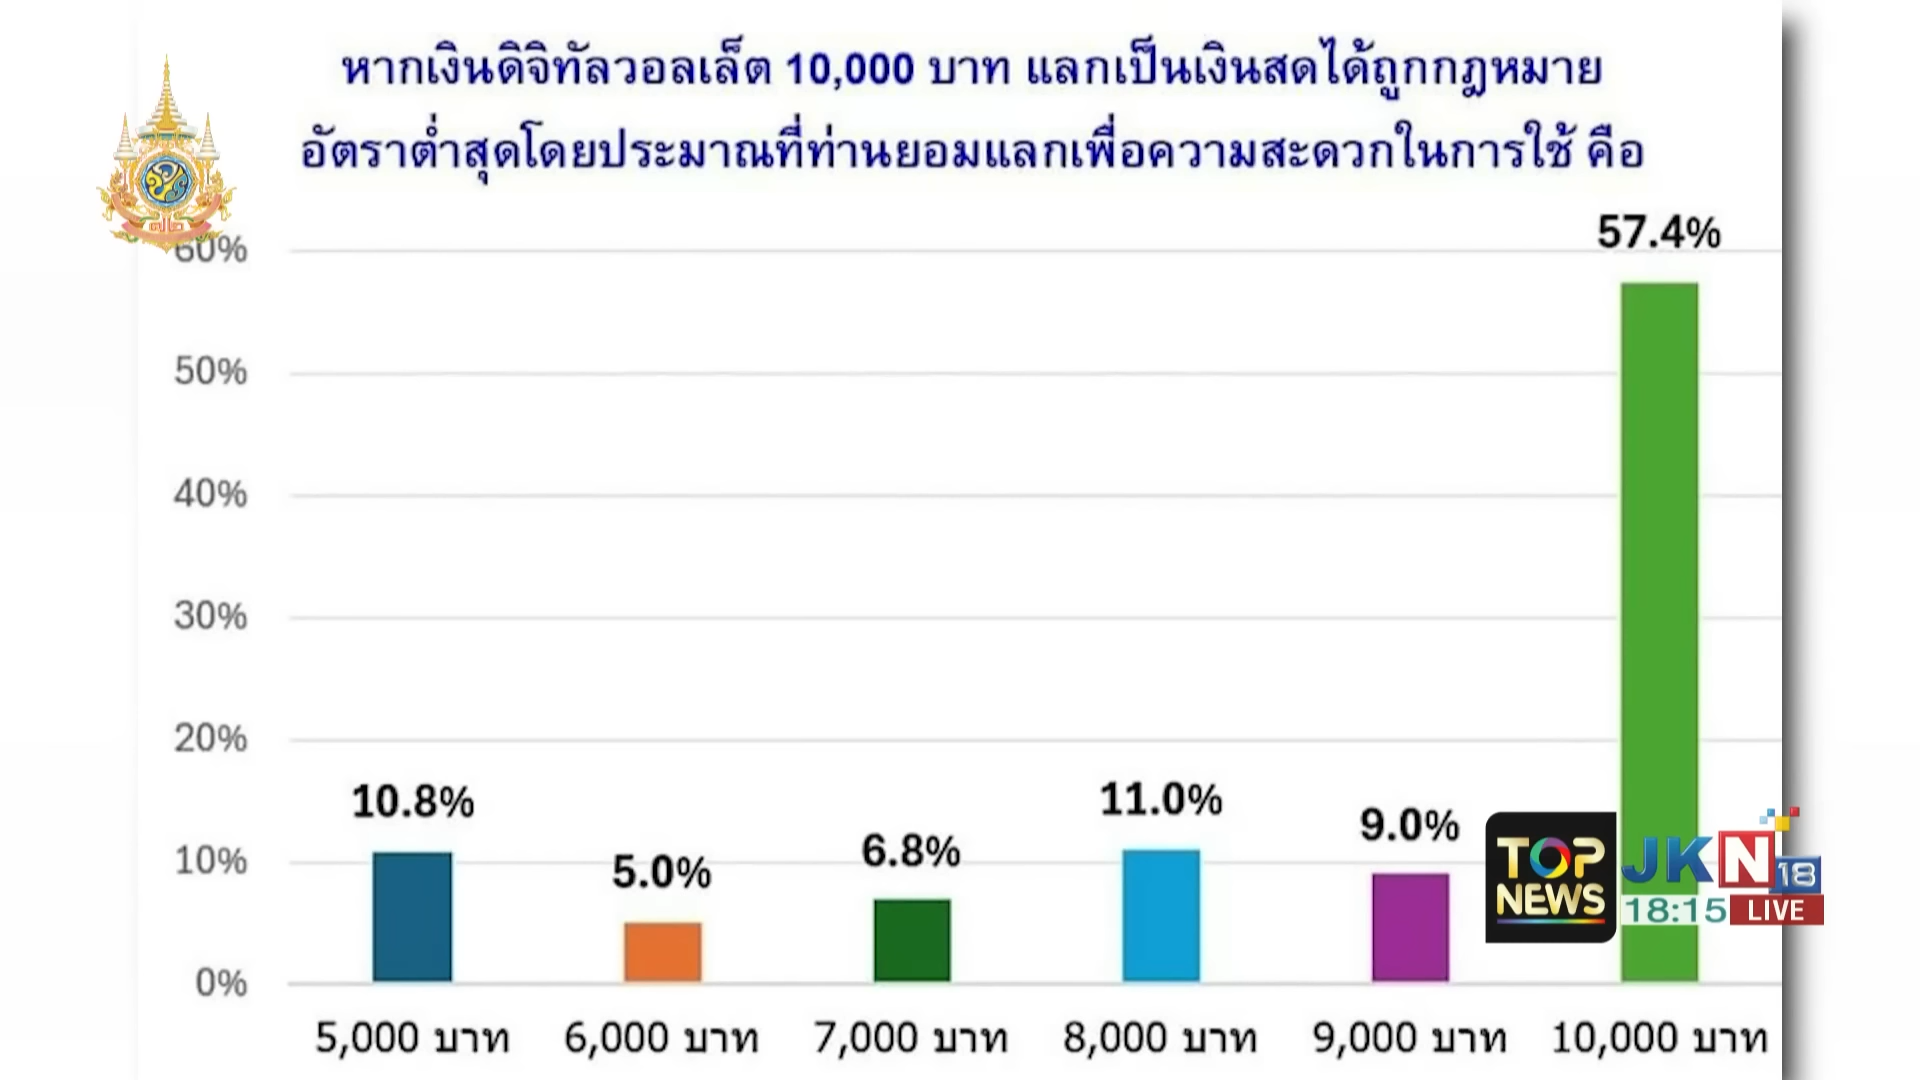 หากเงินดิจิทัลวอลเล็ต 10,000 บาท แลกเป็นเงินสดได้ถูกกฎหมาย
อัตราต่ำสุดโดยประมาณที่ท่านยอมแลกเพื่อความสะดวกในการใช้ คือ
57.4%
60%
50%
40%
30%
20%
10.8%
11.0%
9.0%
6.8%
5.0%
10%
TOP NEWS
JKN 18
18:15 LIVE
0%
5,000 บาท 6,000 บาท 7,000 บาท 8,000 บาท 9,000 บาท 10,000 บาท